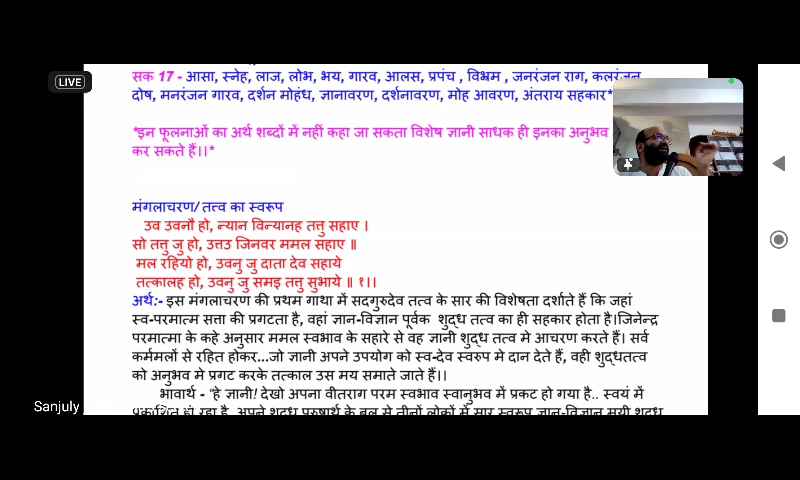 LIVE
सक 17 - आसा, स्नेह, लाज, लोभ, भय, गारव, आलस, प्रपंच , विभ्रम , जनरंजन राग, कलरंजन
दोष, मनरंजन गारव, दर्शन मोहंध, ज्ञानावरण, दर्शनावरण, मोह आवरण, अंतराय सहकार*
*इन फूलनाओं का अर्थ शब्दों में नहीं कहा जा सकता विशेष ज्ञानी साधक ही इनका अनुभव
कर सकते हैं।।*
मंगलाचरण/ तत्त्व का स्वरूप
उव उवनौ हो, न्यान विन्यानह तत्तु सहाए ।
सो तत्तु जु हो, उत्तउ जिनवर ममल सहाए ॥
मल रहियो हो, उवनु जु दाता देव सहाये
तत्कालह हो, उवनु जु समइ तत्तु सुभाये ॥ १।।
अर्थ:- इस मंगलाचरण की प्रथम गाथा में सदगुरुदेव तत्व के सार की विशेषता दर्शाते हैं कि जहां
स्व-परमात्म सत्ता की प्रगटता है, वहां ज्ञान-विज्ञान पूर्वक शुद्ध तत्व का ही सहकार होता है।जिनेन्द्र
परमात्मा के कहे अनुसार ममल स्वभाव के सहारे से वह ज्ञानी शुद्ध तत्व मे आचरण करते हैं। सर्व
कर्ममलों से रहित होकर...जो ज्ञानी अपने उपयोग को स्व-देव स्वरुप मे दान देते हैं, वही शुद्धतत्व
को अनुभव मे प्रगट करके तत्काल उस मय समाते जाते हैं।।
भावार्थ - "हे ज्ञानी! देखो अपना वीतराग परम स्वभाव स्वानुभव में प्रकट हो गया है.. स्वयं में
प्रकाशित हो रहा है, अपने शुद्ध पुरुषार्थ के बल से तीनों लोकों में सार स्वरूप ज्ञान-विज्ञान मयी शुद्ध
Sanjuly